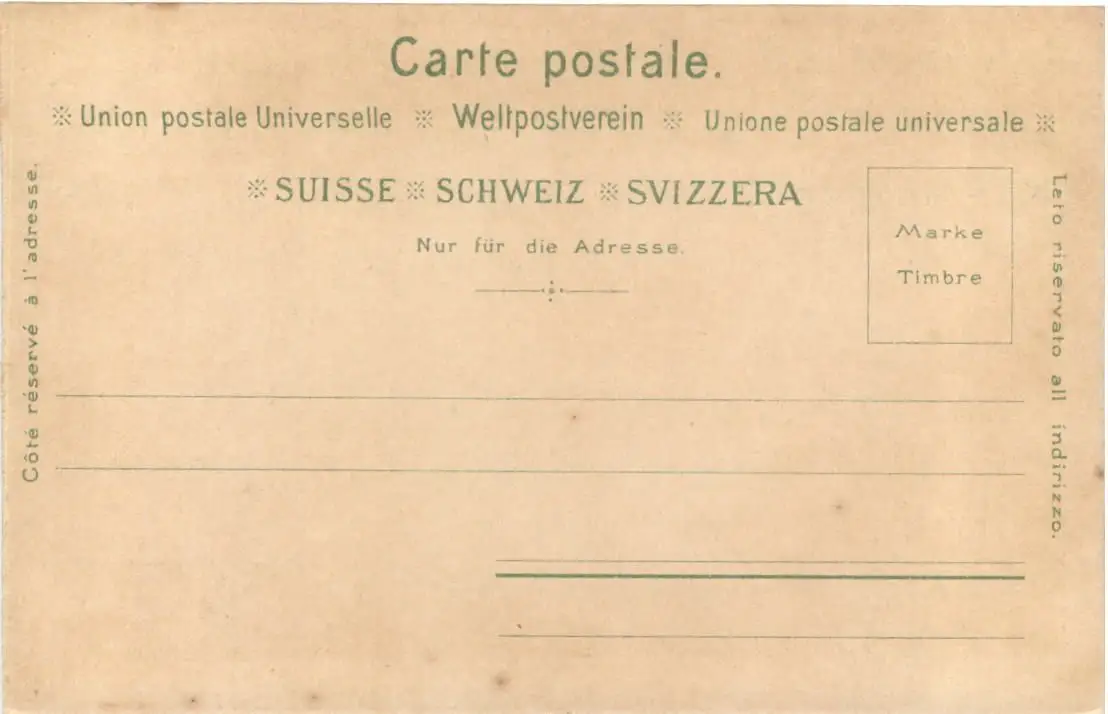 Carte postale.
※ Union postale Universelle ※ Weltpostverein ※ Unione postale universale ※
※ SUISSE ※ SCHWEIZ ※ SVIZZERA
Nur für die Adresse.
Marke
Timbre
Côté réservé à l'adresse.
Lato riservato all indirizzo.